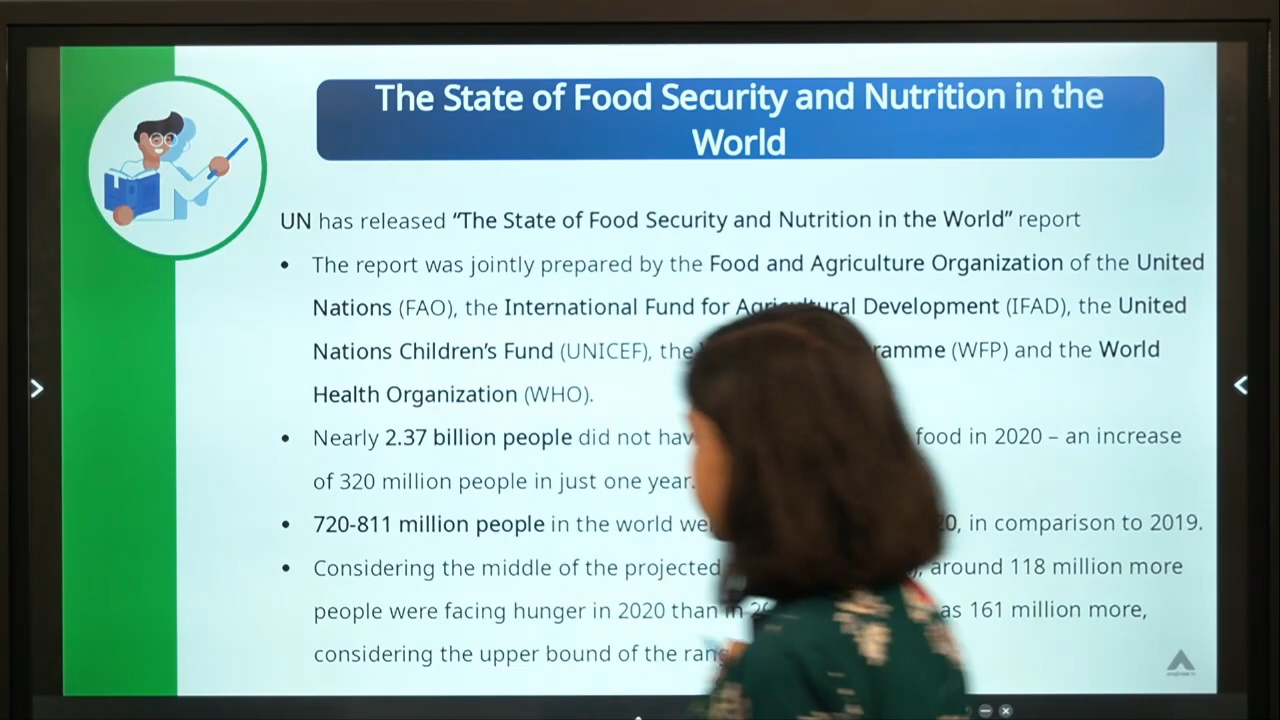 The State of Food Security and Nutrition in the
World
UN has released “The State of Food Security and Nutrition in the World” report
• The report was jointly prepared by the Food and Agriculture Organization of the United
Nations (FAO), the International Fund for Agricultural Development (IFAD), the United
Nations Children’s Fund (UNICEF), the (WFP) and the World
Health Organization (WHO).
• Nearly 2.37 billion people did not food in 2020 – an increase
of 320 million people in just one year.
• 720-811 million people in the world in comparison to 2019.
• Considering the middle of the projected around 118 million more
people were facing hunger in 2020 than in as 161 million more,
considering the upper bound of the